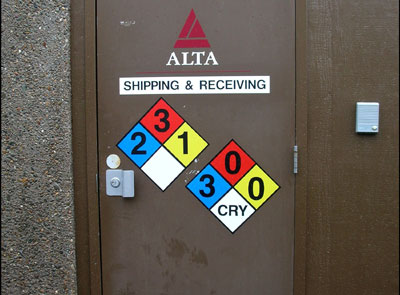 ALTA
SHIPPING & RECEIVING
3
2 1
0
3 0
CRY